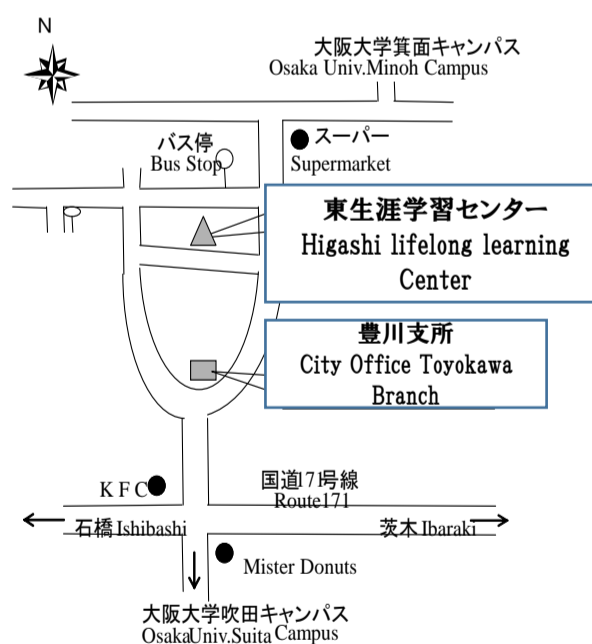 N
大阪大学箕面キャンパス
Osaka Univ.Minoh Campus
バス停
Bus Stop
スーパー
Supermarket
東生涯学習センター
Higashi lifelong learning
Center
豊川支所
City Office Toyokawa
Branch
KFC
国道171号線
Route171
石橋 Ishibashi
茨木 Ibaraki
Mister Donuts
大阪大学吹田キャンパス
OsakaUniv.Suita Campus